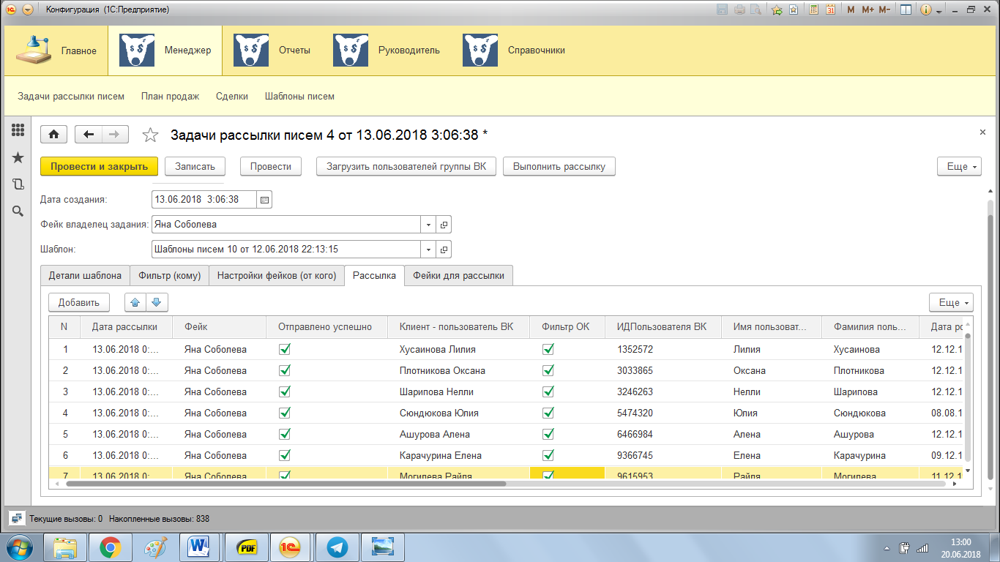 Конфигурация (1С:Предприятие)
M M+ M-
Главное Менеджер Отчеты Руководитель Справочники
Задачи рассылки писем План продаж Сделки Шаблоны писем
Задачи рассылки писем 4 от 13.06.2018 3:06:38 *
Провести и закрыть Записать Провести Загрузить пользователей группы ВК Выполнить рассылку Еще
Дата создания: 13.06.2018 3:06:38
Фейк владелец задания: Яна Соболева
Шаблон: Шаблоны писем 10 от 12.06.2018 22:13:15
Детали шаблона Фильтр (кому) Настройки фейков (от кого) Рассылка Фейки для рассылки
Добавить Еще
N Дата рассылки Фейк Отправлено успешно Клиент - пользователь ВК Фильтр ОК ИДПользователя ВК Имя пользоват... Фамилия поль... Дата рс
1 13.06.2018 0:... Яна Соболева Хусаинова Лилия 1352572 Лилия Хусаинова 12.12.1
2 13.06.2018 0:... Яна Соболева Плотникова Оксана 3033865 Оксана Плотникова 12.12.1
3 13.06.2018 0:... Яна Соболева Шарипова Нелли 3246263 Нелли Шарипова 12.12.1
4 13.06.2018 0:... Яна Соболева Сюндюкова Юлия 5474320 Юлия Сюндюкова 08.08.1
5 13.06.2018 0:... Яна Соболева Ашурова Алена 6466984 Алена Ашурова 12.12.1
6 13.06.2018 0:... Яна Соболева Карачурина Елена 9366745 Елена Карачурина 09.12.1
7 13.06.2018 0:... Яна Соболева Могилева Райля 9615953 Райля Могилева 11.12.1
Текущие вызовы: 0 Накопленные вызовы: 838
PDF 1С 13:00
20.06.2018